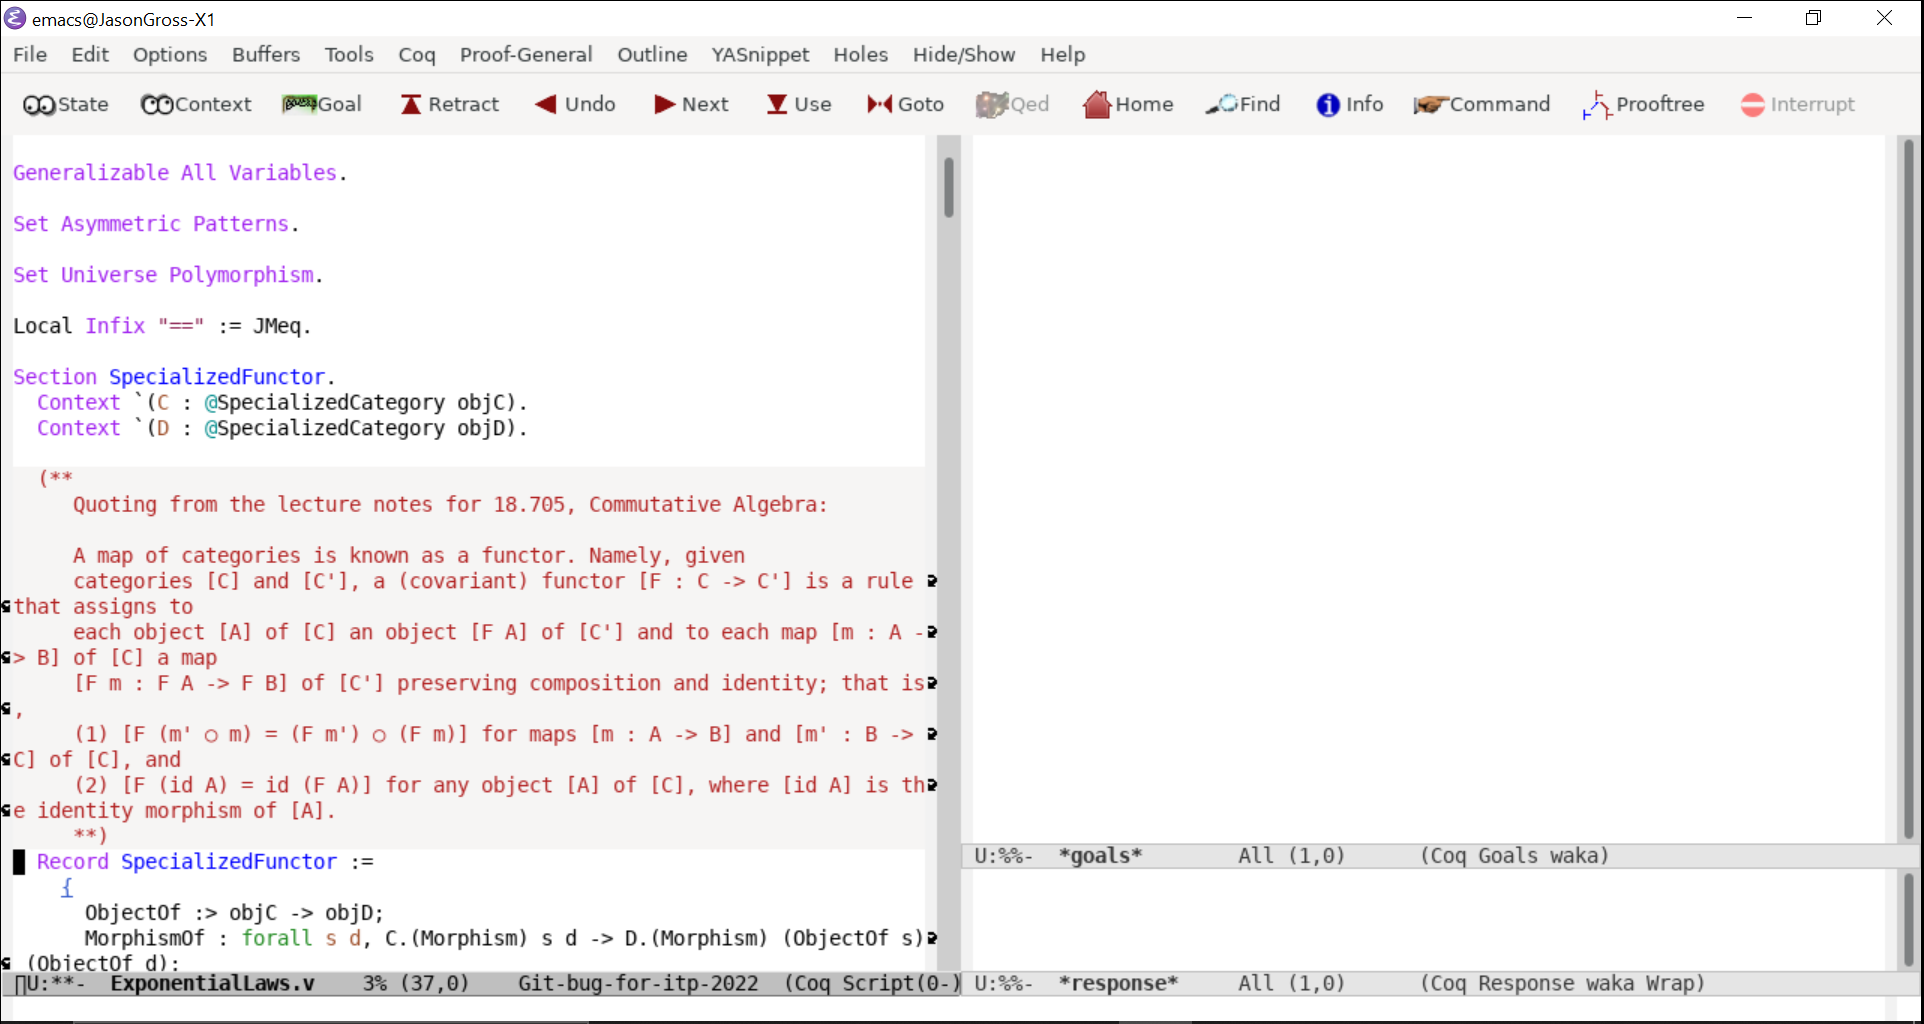 emacs@JasonGross-X1
File Edit Options Buffers Tools Coq Proof-General Outline YASnippet Holes Hide/Show Help
State Context Goal Retract Undo Next Use Goto Qed Home Find Info Command Prooftree Interrupt
Generalizable All Variables.
Set Asymmetric Patterns.
Set Universe Polymorphism.
Local Infix "==" := JMeq.
Section SpecializedFunctor.
Context `(C : @SpecializedCategory objC).
Context `(D : @SpecializedCategory objD).
(**
Quoting from the lecture notes for 18.705, Commutative Algebra:
A map of categories is known as a functor. Namely, given
categories [C] and [C'], a (covariant) functor [F : C -> C'] is a rule
that assigns to
each object [A] of [C] an object [F A] of [C'] and to each map [m : A -
> B] of [C] a map
[F m : F A -> F B] of [C'] preserving composition and identity; that is
,
(1) [F (m' ○ m) = (F m') ○ (F m)] for maps [m : A -> B] and [m' : B ->
C] of [C], and
(2) [F (id A) = id (F A)] for any object [A] of [C], where [id A] is th
e identity morphism of [A].
**)
Record SpecializedFunctor :=
{
ObjectOf :> objC -> objD;
MorphismOf : forall s d, C.(Morphism) s d -> D.(Morphism) (ObjectOf s)
(ObjectOf d);
U:**- ExponentialLaws.v 3% (37,0) Git-bug-for-itp-2022 (Coq Script(0-)
U:%%- *goals* All (1,0) (Coq Goals waka)
U:%%- *response* All (1,0) (Coq Response waka Wrap)